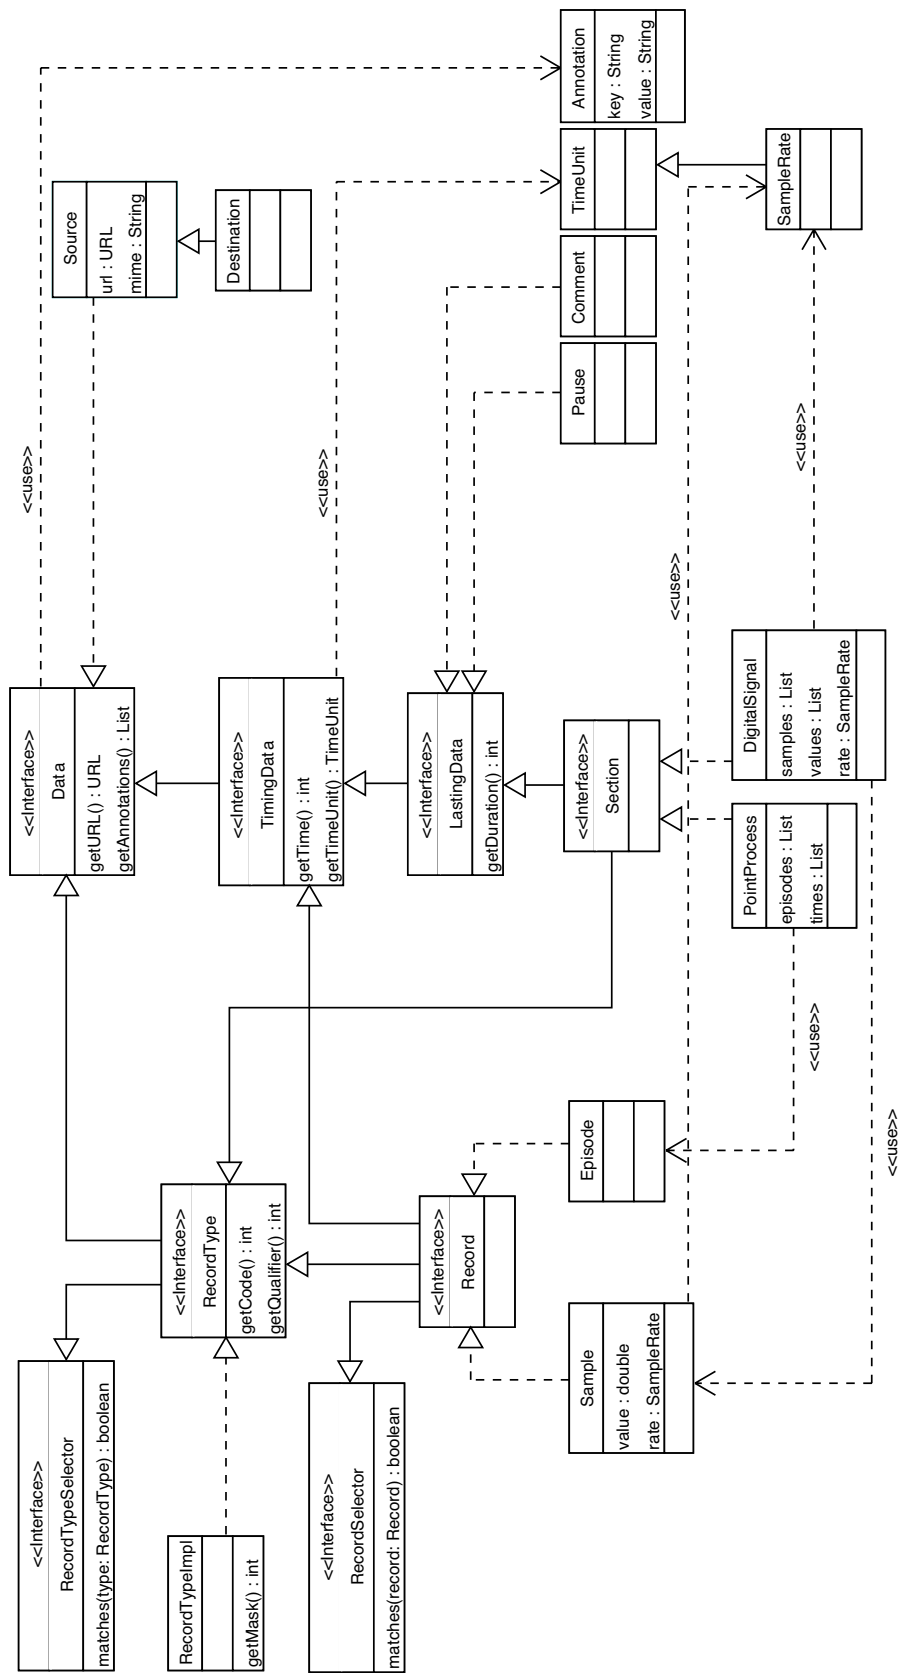 <<Interface>>
RecordTypeSelector
matches(type: RecordType) : boolean
RecordTypeImpl
getMask() : int
<<Interface>>
RecordSelector
matches(record: Record) : boolean
<<Interface>>
RecordType
getCode() : int
getQualifier() : int
<<Interface>>
Record
Sample
value : double
rate : SampleRate
Episode
<<use>>
<<use>>
<<Interface>>
Data
getURL() : URL
getAnnotations() : List
<<Interface>>
TimingData
getTime() : int
getTimeUnit() : TimeUnit
<<Interface>>
LastingData
getDuration() : int
<<Interface>>
Section
PointProcess
episodes : List
times : List
DigitalSignal
samples : List
values : List
rate : SampleRate
<<use>>
<<use>>
<<use>>
<<use>>
Source
url : URL
mime : String
Destination
Pause
Comment
TimeUnit
Annotation
key : String
value : String
SampleRate